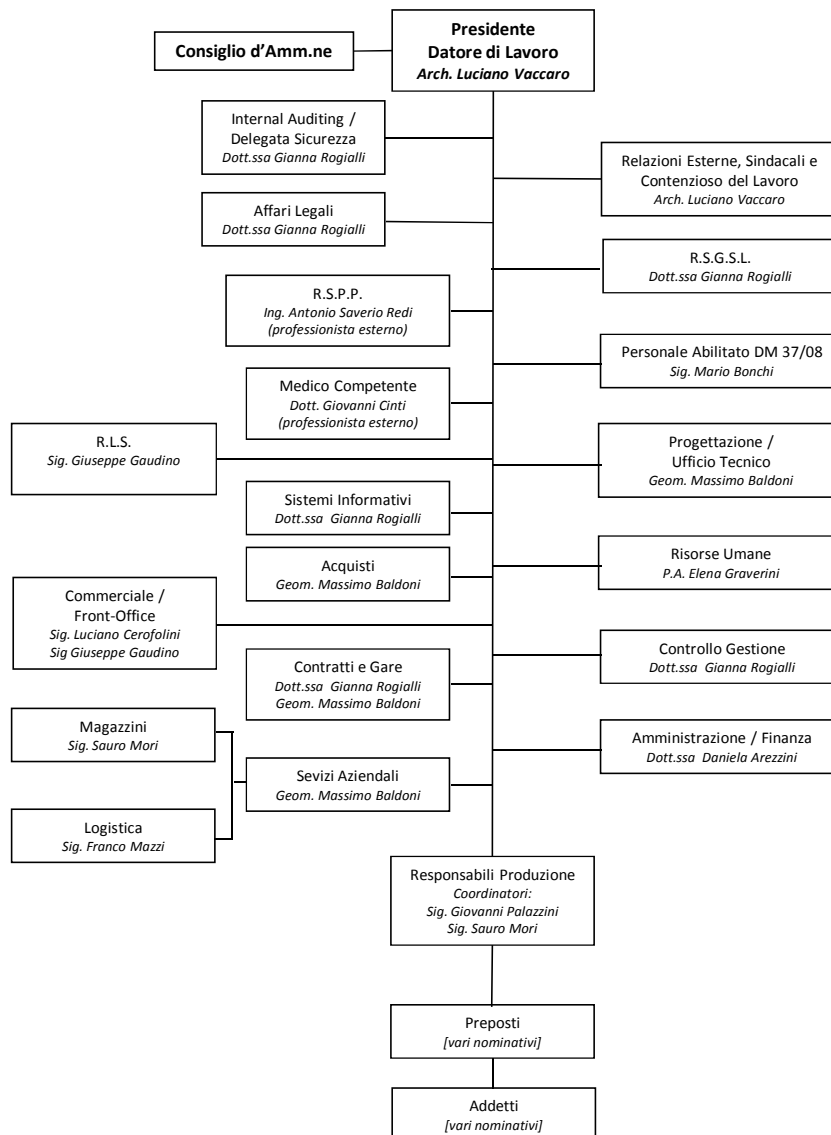 Consiglio d'Amm.ne
Presidente
Datore di Lavoro
Arch. Luciano Vaccaro
Internal Auditing /
Delegata Sicurezza
Dott.ssa Gianna Rogialli
Relazioni Esterne, Sindacali e
Contenzioso del Lavoro
Arch. Luciano Vaccaro
Affari Legali
Dott.ssa Gianna Rogialli
R.S.G.S.L.
Dott.ssa Gianna Rogialli
R.S.P.P.
Ing. Antonio Saverio Redi
(professionista esterno)
Personale Abilitato DM 37/08
Sig. Mario Bonchi
Medico Competente
Dott. Giovanni Cinti
(professionista esterno)
R.L.S.
Sig. Giuseppe Gaudino
Progettazione /
Ufficio Tecnico
Geom. Massimo Baldoni
Sistemi Informativi
Dott.ssa Gianna Rogialli
Acquisti
Geom. Massimo Baldoni
Risorse Umane
P.A. Elena Graverini
Commerciale /
Front-Office
Sig. Luciano Cerofolini
Sig Giuseppe Gaudino
Contratti e Gare
Dott.ssa Gianna Rogialli
Geom. Massimo Baldoni
Controllo Gestione
Dott.ssa Gianna Rogialli
Magazzini
Sig. Sauro Mori
Amministrazione / Finanza
Dott.ssa Daniela Arezzini
Sevizi Aziendali
Geom. Massimo Baldoni
Logistica
Sig. Franco Mazzi
Responsabili Produzione
Coordinatori:
Sig. Giovanni Palazzini
Sig. Sauro Mori
Preposti
[vari nominativi]
Addetti
[vari nominativi]